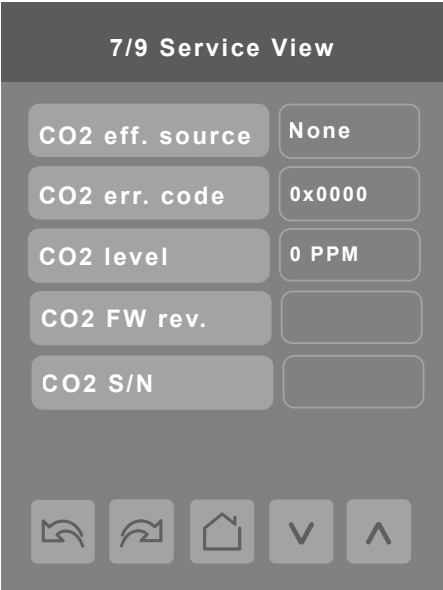 7/9 Service View
CO2 eff. source None
CO2 err. code 0x0000
CO2 level 0 PPM
CO2 FW rev.
CO2 S/N